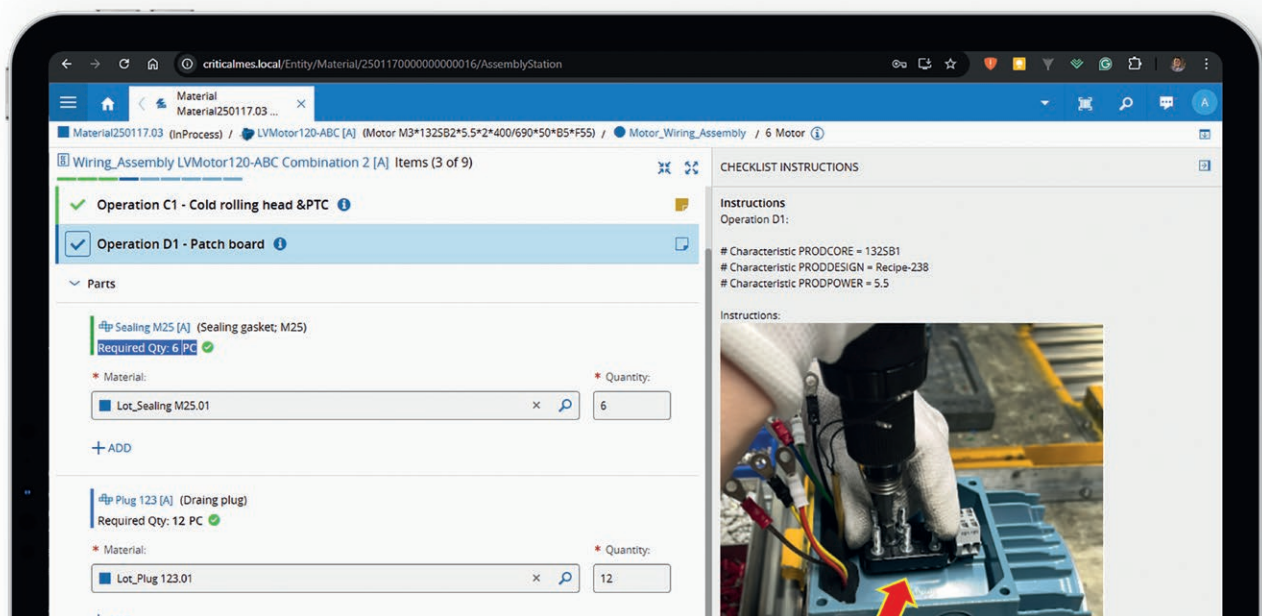 criticalmes.local/Entity/Material/2501170000000000016/AssemblyStation
Material
Material250117.03 ...
A
Material250117.03 (InProcess) / LVMotor120-ABC [A] (Motor M3*132SB2*5.5*2*400/690*50*B5*F55) / Motor_Wiring_Assembly / 6 Motor
Wiring_Assembly LVMotor120-ABC Combination 2 [A] Items (3 of 9)
Operation C1 - Cold rolling head &PTC
Operation D1 - Patch board
Parts
Sealing M25 [A] (Sealing gasket; M25)
Required Qty: 6 PC
* Material:
* Quantity:
Lot_Sealing M25.01
6
ADD
Plug 123 [A] (Draing plug)
Required Qty: 12 PC
* Material:
* Quantity:
Lot_Plug 123.01
12
CHECKLIST INSTRUCTIONS
Instructions
Operation D1:
# Characteristic PRODCORE = 132SB1
# Characteristic PRODDESIGN = Recipe-238
# Characteristic PRODPOWER = 5.5
Instructions: